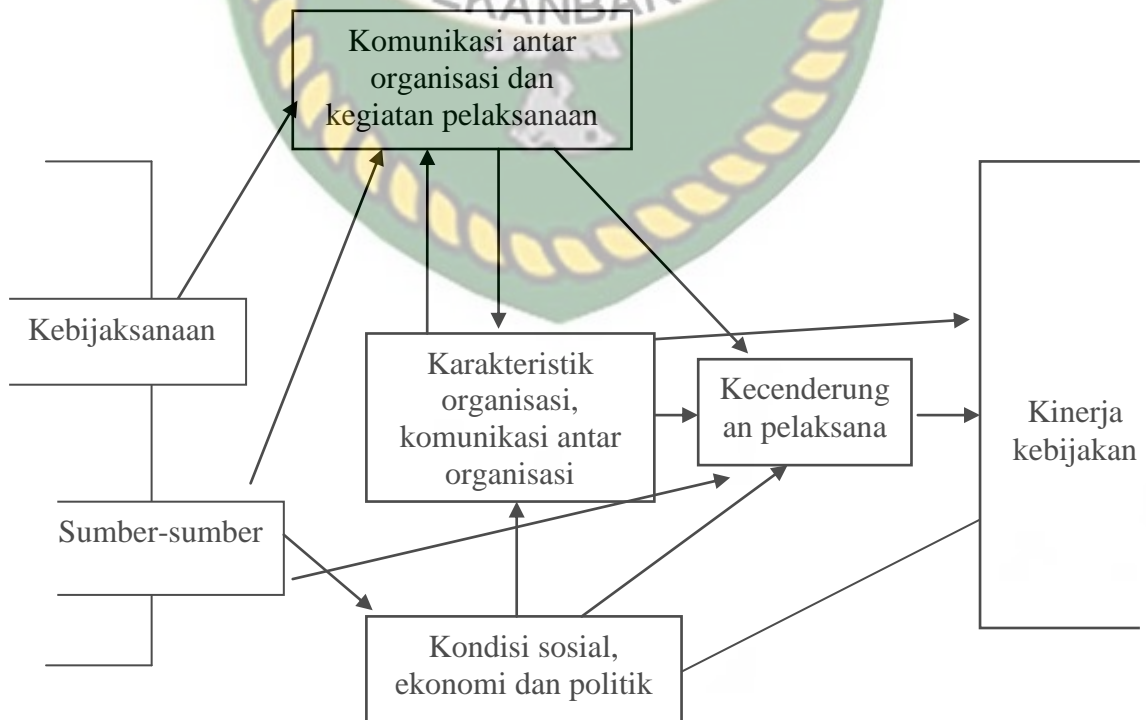 EKANBAR
Komunikasi antar
organisasi dan
kegiatan pelaksanaan
Kebijaksanaan
Karakteristik
organisasi,
komunikasi antar
organisasi
Kecenderung
an pelaksana
Kinerja
kebijakan
Sumber-sumber
Kondisi sosial,
ekonomi dan politik